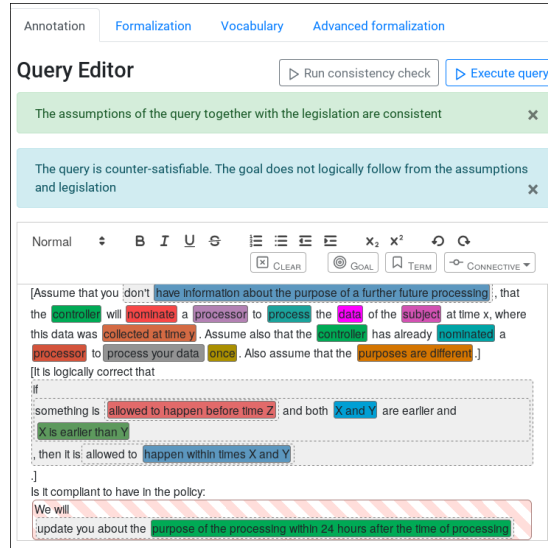 Annotation Formalization Vocabulary Advanced formalization
Query Editor Run consistency check Execute query
The assumptions of the query together with the legislation are consistent ×
The query is counter-satisfiable. The goal does not logically follow from the assumptions
and legislation ×
Normal B I U S X₂ X²
CLEAR GOAL TERM CONNECTIVE
[Assume that you don't have information about the purpose of a further future processing , that
the controller will nominate a processor to process the data of the subject at time x, where
this data was collected at time y . Assume also that the controller has already nominated a
processor to process your data once . Also assume that the purposes are different .]
[It is logically correct that
If
something is allowed to happen before time Z and both X and Y are earlier and
X is earlier than Y
, then it is allowed to happen within times X and Y
.]
Is it compliant to have in the policy:
We will
update you about the purpose of the processing within 24 hours after the time of processing